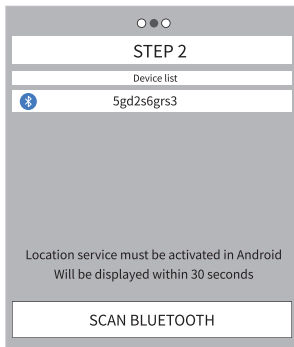 STEP 2
Device list
5gd2s6grs3
Location service must be activated in Android
Will be displayed within 30 seconds
SCAN BLUETOOTH